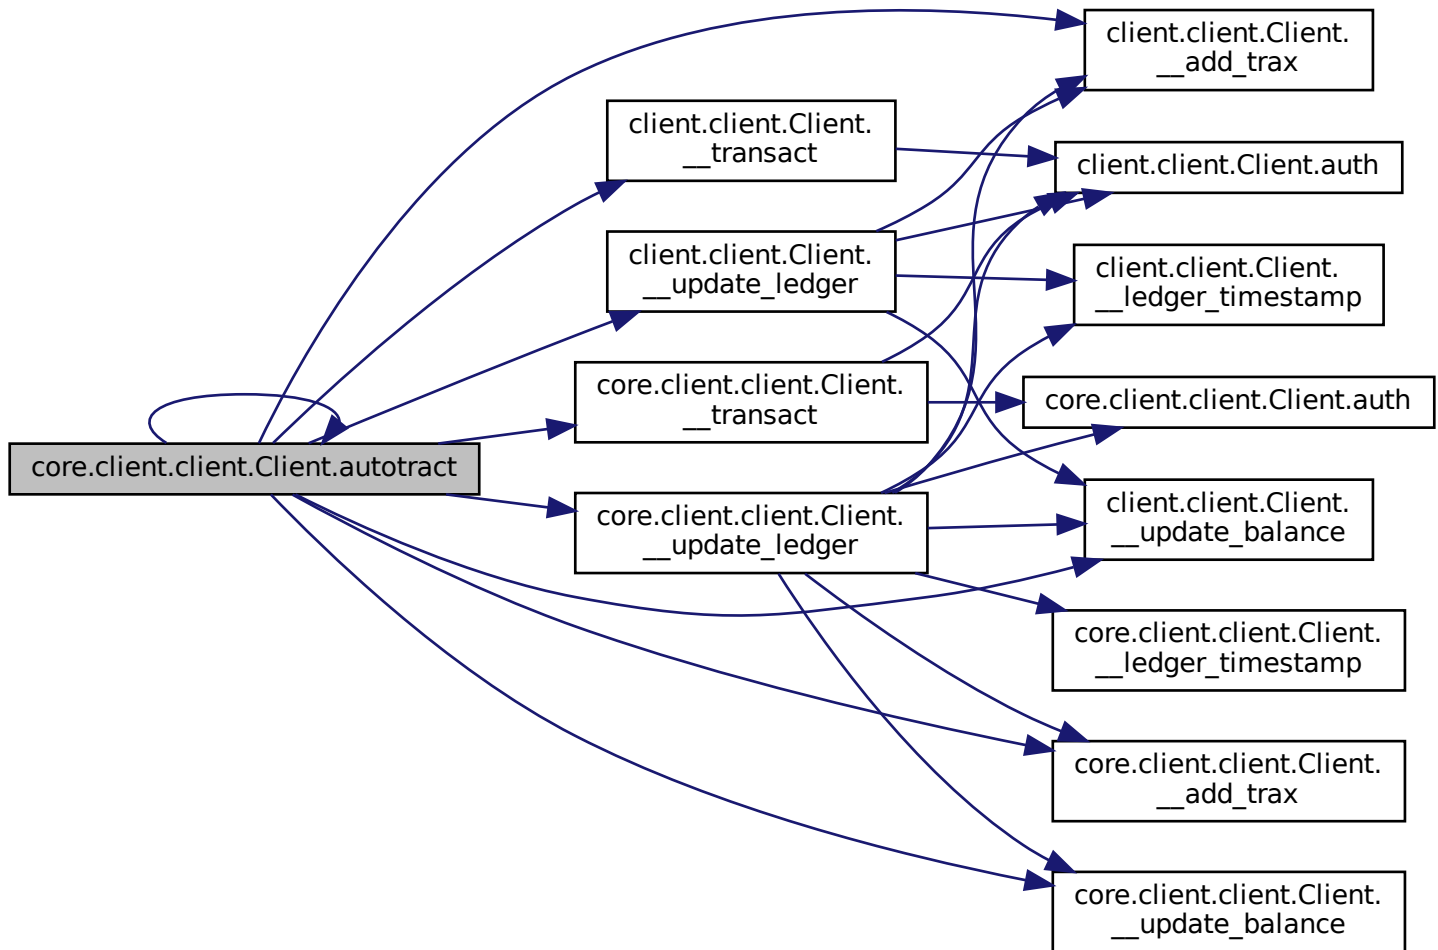 client.client.Client.
__add_trax
client.client.Client.
__transact
client.client.Client.auth
client.client.Client.
__update_ledger
client.client.Client.
__ledger_timestamp
core.client.client.Client.
__transact
core.client.client.Client.auth
core.client.client.Client.autotract
core.client.client.Client.
__update_ledger
client.client.Client.
__update_balance
core.client.client.Client.
__ledger_timestamp
core.client.client.Client.
__add_trax
core.client.client.Client.
__update_balance